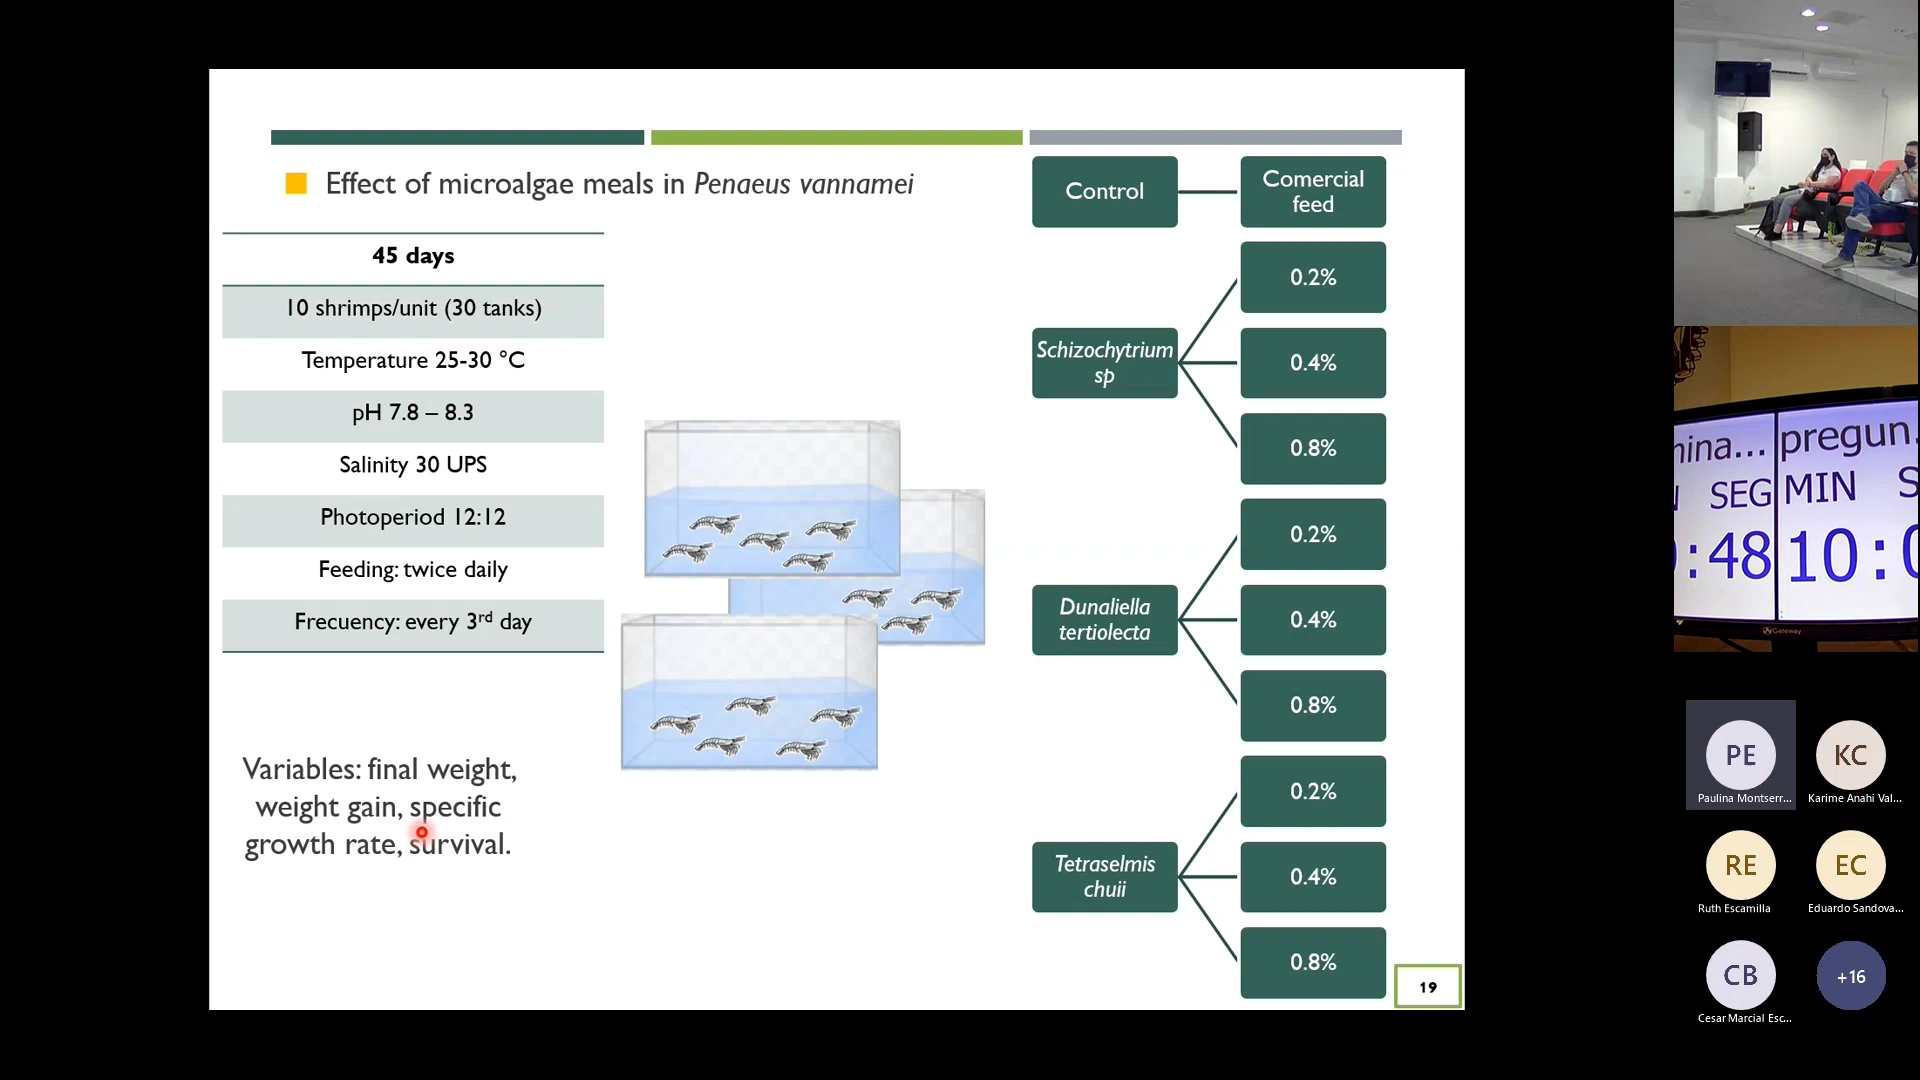 Effect of microalgae meals in Penaeus vannamei
45 days
10 shrimps/unit (30 tanks)
Temperature 25-30 °C
pH 7.8 – 8.3
Salinity 30 UPS
Photoperiod 12:12
Feeding: twice daily
Frecuency: every 3rd day
Variables: final weight,
weight gain, specific
growth rate, survival.
Control
Comercial
feed
Schizochytrium
sp
0.2%
0.4%
0.8%
Dunaliella
tertiolecta
0.2%
0.4%
0.8%
Tetraselmis
chuii
0.2%
0.4%
0.8%
19
pregun.
SEG MIN
:48 10:
Gateway
PE
Paulina Montserr...
KC
Karime Anahi Val...
RE
Ruth Escamilla
EC
Eduardo Sandova...
CB
Cesar Marcial Esc...
+16